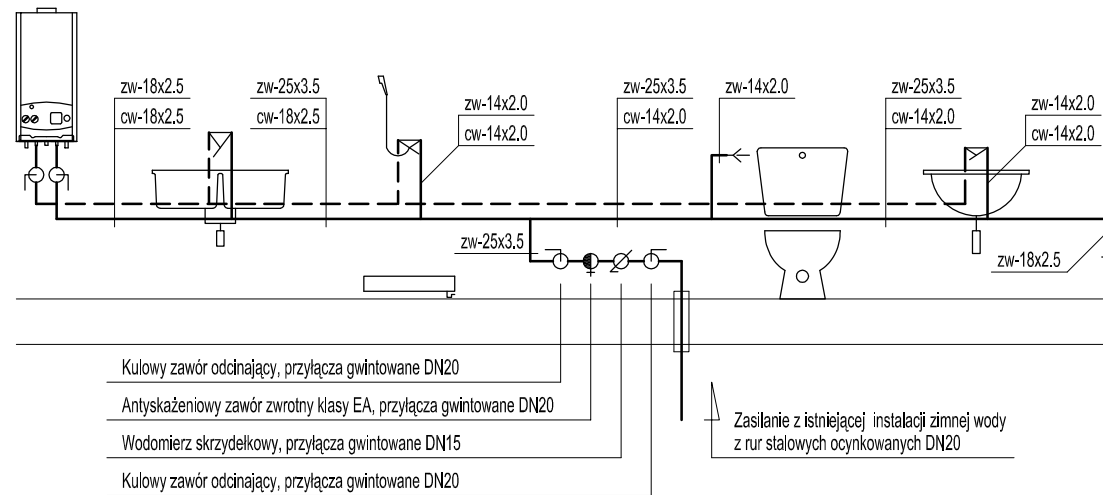 zw-18x2.5
cw-18x2.5
zw-25x3.5
cw-18x2.5
zw-14x2.0
cw-14x2.0
zw-25x3.5
cw-14x2.0
zw-14x2.0
zw-25x3.5
cw-14x2.0
zw-14x2.0
cw-14x2.0
zw-25x3.5
zw-18x2.5
Kulowy zawór odcinający, przyłącza gwintowane DN20
Antyskażeniowy zawór zwrotny klasy EA, przyłącza gwintowane DN20
Wodomierz skrzydełkowy, przyłącza gwintowane DN15
Kulowy zawór odcinający, przyłącza gwintowane DN20
Zasilanie z istniejącej instalacji zimnej wody
z rur stalowych ocynkowanych DN20